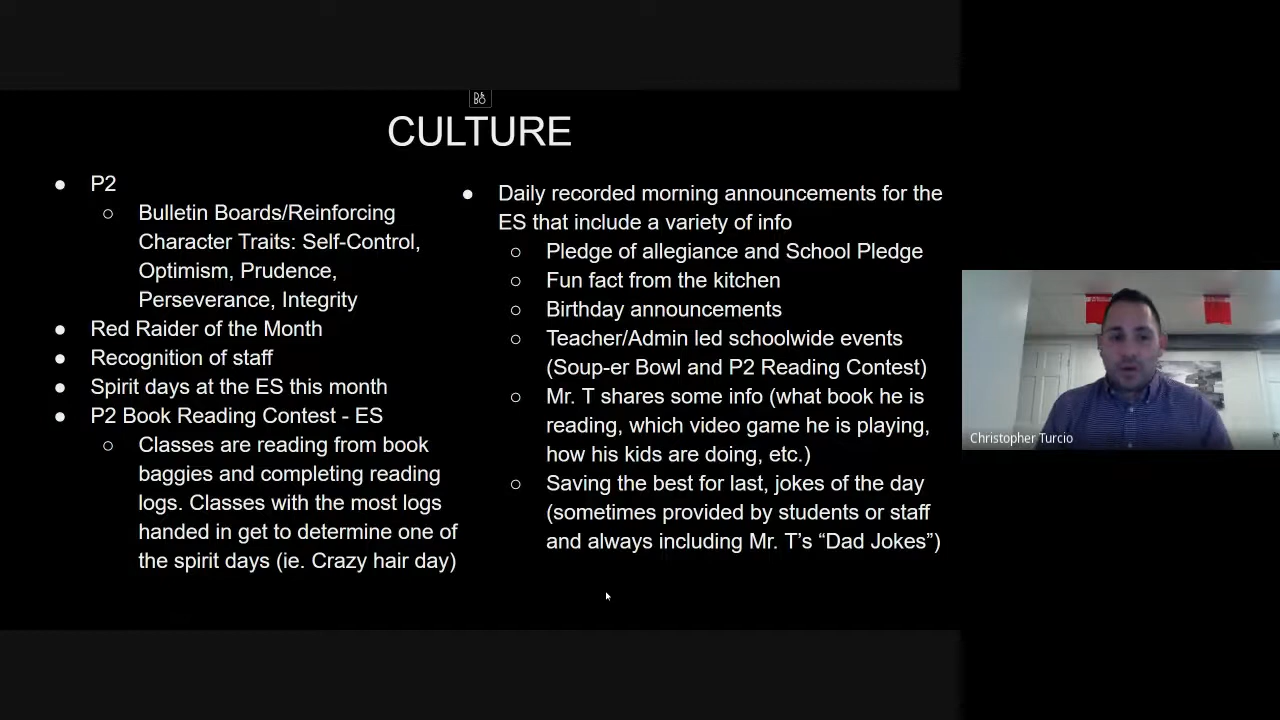 CULTURE
● P2
○ Bulletin Boards/Reinforcing
Character Traits: Self-Control,
Optimism, Prudence,
Perseverance, Integrity
● Red Raider of the Month
● Recognition of staff
● Spirit days at the ES this month
● P2 Book Reading Contest - ES
○ Classes are reading from book
baggies and completing reading
logs. Classes with the most logs
handed in get to determine one of
the spirit days (ie. Crazy hair day)
● Daily recorded morning announcements for the
ES that include a variety of info
○ Pledge of allegiance and School Pledge
○ Fun fact from the kitchen
○ Birthday announcements
○ Teacher/Admin led schoolwide events
(Soup-er Bowl and P2 Reading Contest)
○ Mr. T shares some info (what book he is
reading, which video game he is playing,
how his kids are doing, etc.)
○ Saving the best for last, jokes of the day
(sometimes provided by students or staff
and always including Mr. T’s “Dad Jokes”)
Christopher Turcio